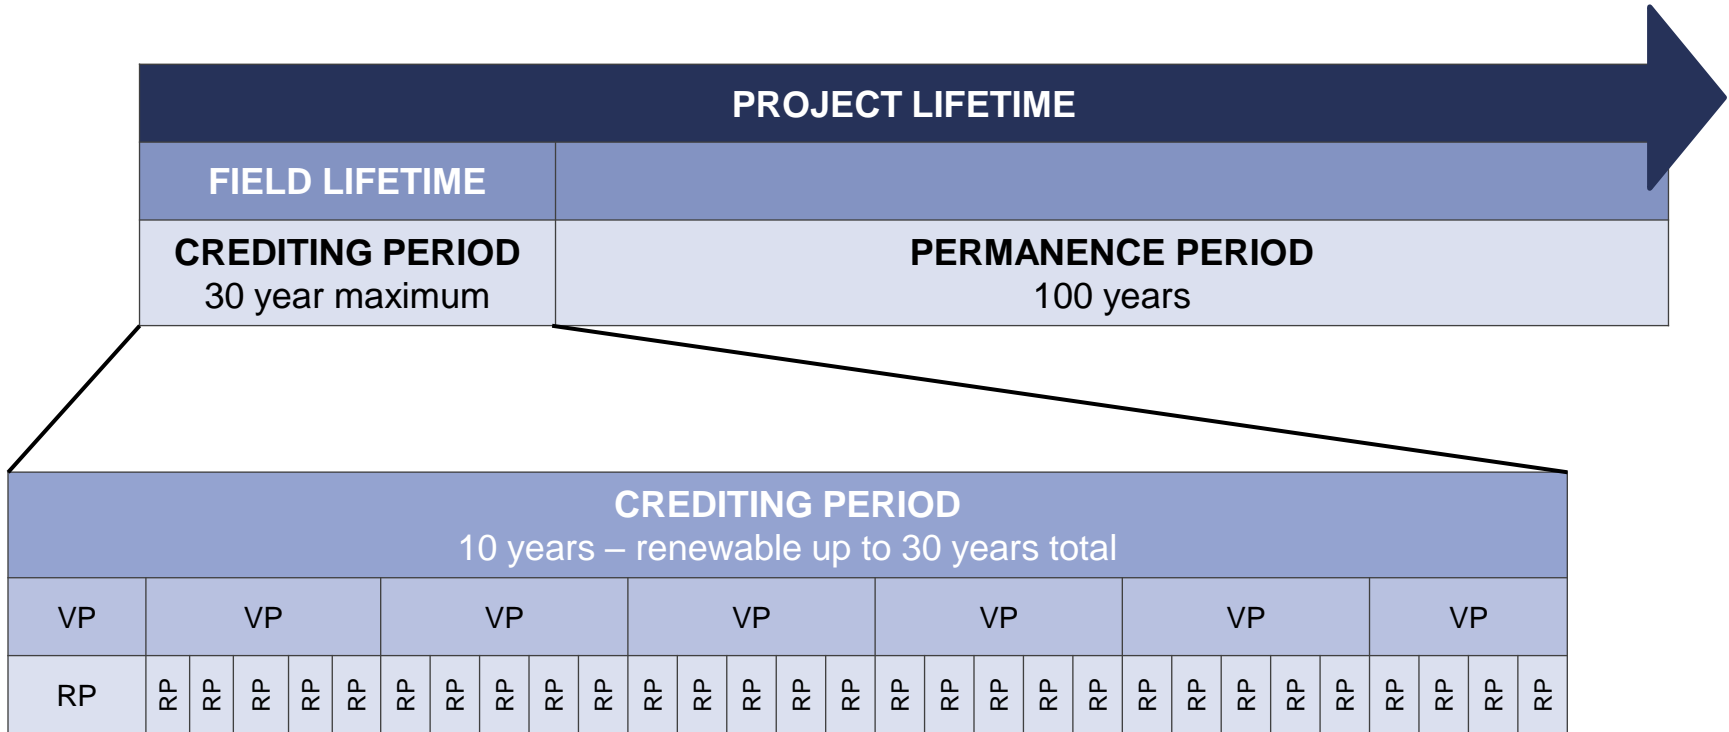 PROJECT LIFETIME
FIELD LIFETIME
CREDITING PERIOD
30 year maximum
PERMANENCE PERIOD
100 years
CREDITING PERIOD
10 years – renewable up to 30 years total
VP VP VP VP VP VP VP
RP RP RP RP RP RP RP RP RP RP RP RP RP RP RP RP RP RP RP RP RP RP RP RP RP RP RP RP RP RP